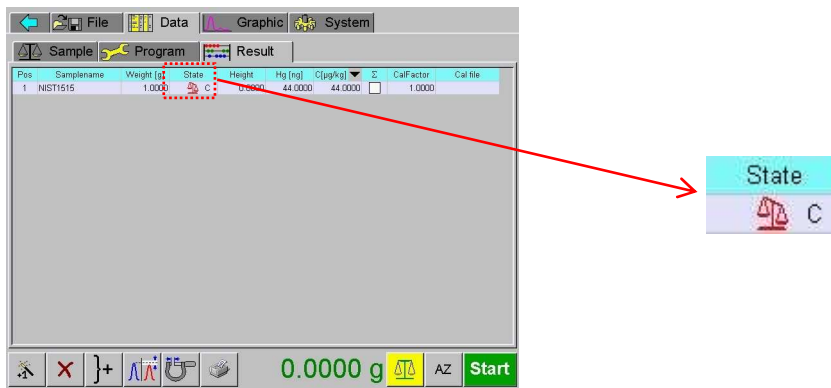 File Data Graphic System
Sample Program Result
Pos Samplename Weight [g] State Height Hg [ng] C[µg/kg] Σ CalFactor Cal file
1 NIST1515 1.0000 C 0.0000 44.0000 44.0000 1.0000
State
C
}+ 0.0000 g AZ Start